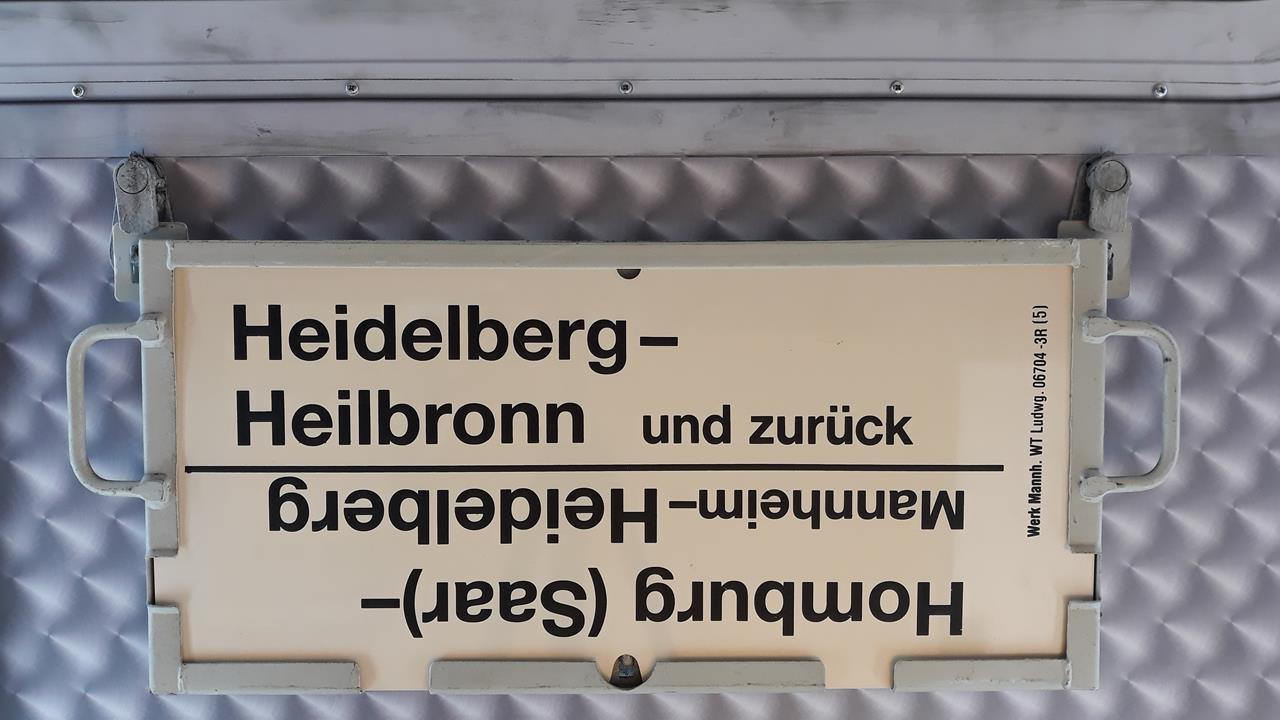 Heidelberg–
Heilbronn und zurück
Homburg (Saar)–
Mannheim–Heidelberg
Werk Mannh. WT Ludwg. 06704 -3R (5)